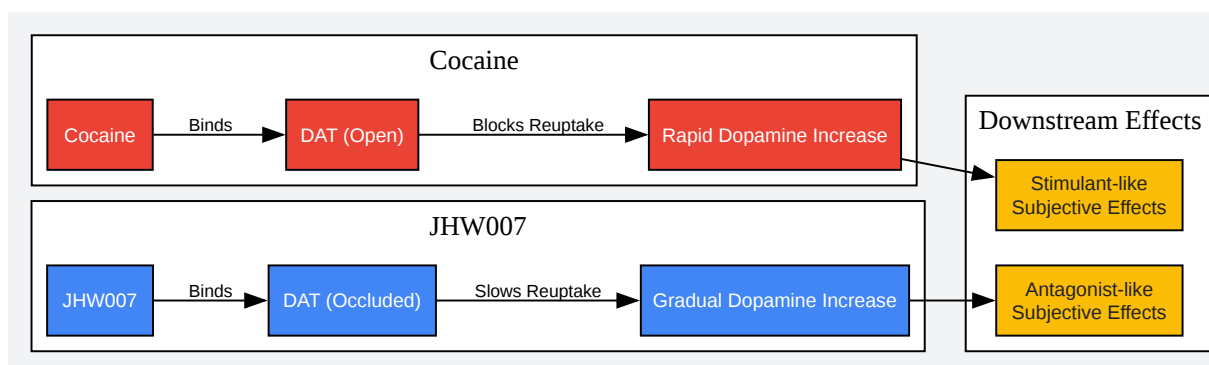 Cocaine
Cocaine
Binds
DAT (Open)
Blocks Reuptake
Rapid Dopamine Increase
JHW007
JHW007
Binds
DAT (Occluded)
Slows Reuptake
Gradual Dopamine Increase
Downstream Effects
Stimulant-like
Subjective Effects
Antagonist-like
Subjective Effects